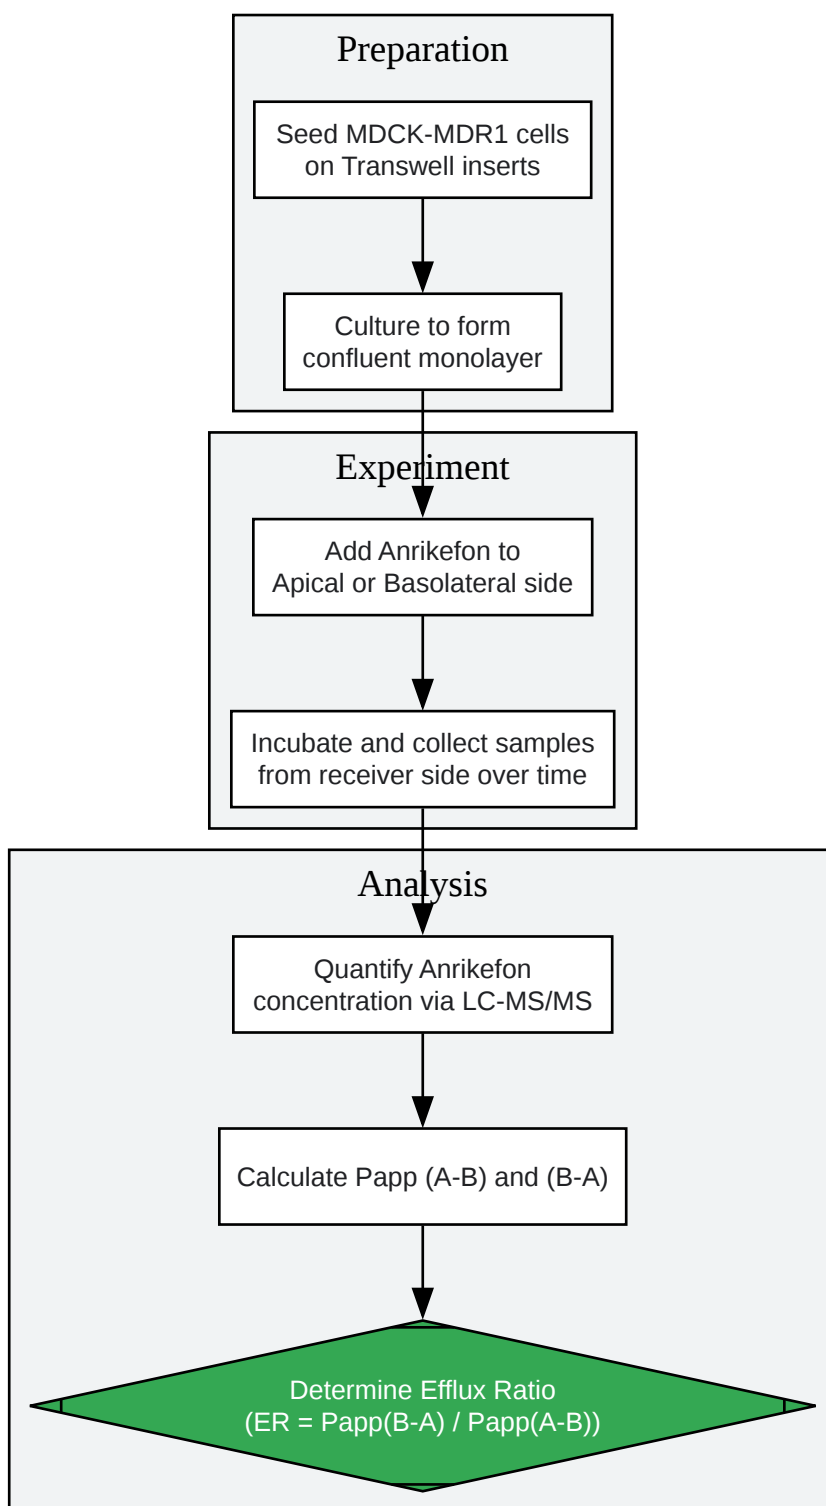 Preparation
Seed MDCK-MDR1 cells
on Transwell inserts
Culture to form
confluent monolayer
Experiment
Add Anrikefon to
Apical or Basolateral side
Incubate and collect samples
from receiver side over time
Analysis
Quantify Anrikefon
concentration via LC-MS/MS
Calculate Papp (A-B) and (B-A)
Determine Efflux Ratio
(ER = Papp(B-A) / Papp(A-B))